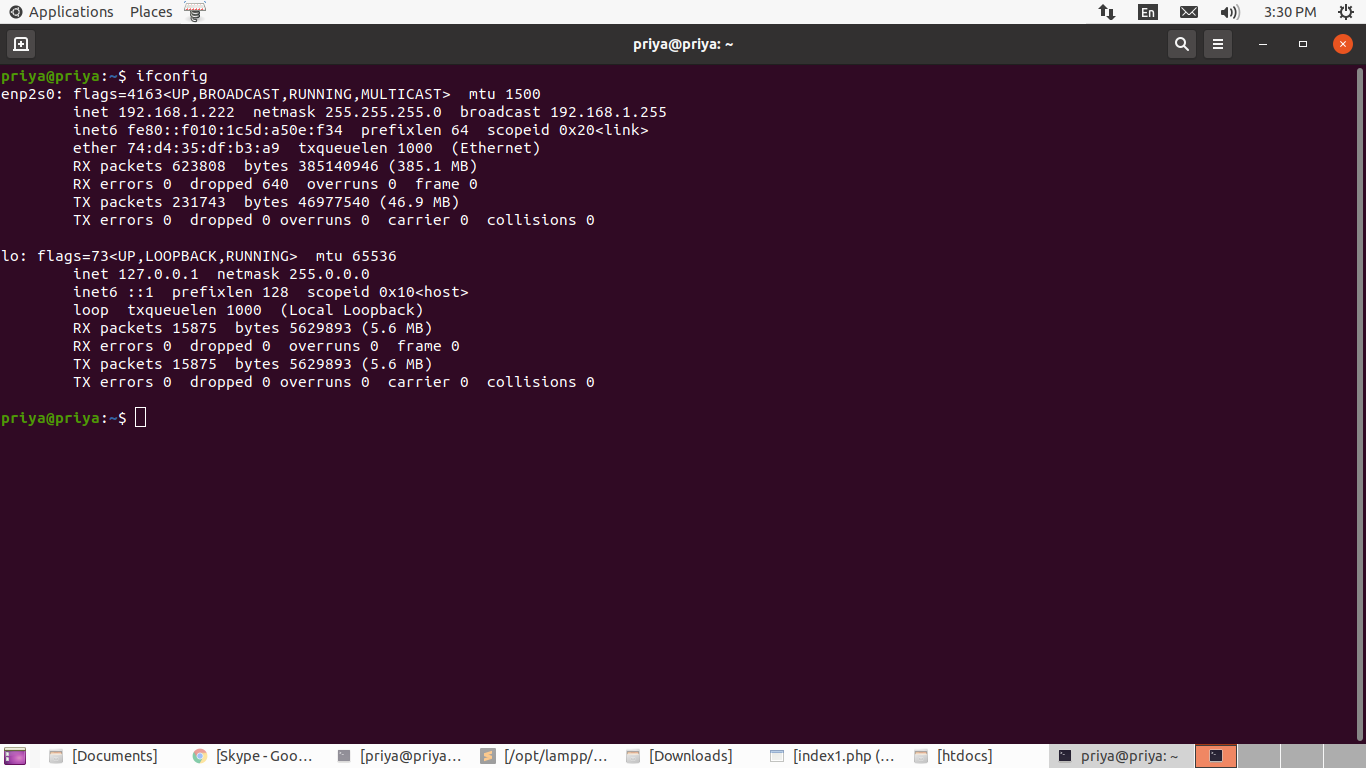 Applications Places En 3:30 PM
priya@priya: ~
priya@priya:~$ ifconfig
enp2s0: flags=4163<UP,BROADCAST,RUNNING,MULTICAST>  mtu 1500
        inet 192.168.1.222  netmask 255.255.255.0  broadcast 192.168.1.255
        inet6 fe80::f010:1c5d:a50e:f34  prefixlen 64  scopeid 0x20<link>
        ether 74:d4:35:df:b3:a9  txqueuelen 1000  (Ethernet)
        RX packets 623808  bytes 385140946 (385.1 MB)
        RX errors 0  dropped 640  overruns 0  frame 0
        TX packets 231743  bytes 46977540 (46.9 MB)
        TX errors 0  dropped 0 overruns 0  carrier 0  collisions 0

lo: flags=73<UP,LOOPBACK,RUNNING>  mtu 65536
        inet 127.0.0.1  netmask 255.0.0.0
        inet6 ::1  prefixlen 128  scopeid 0x10<host>
        loop  txqueuelen 1000  (Local Loopback)
        RX packets 15875  bytes 5629893 (5.6 MB)
        RX errors 0  dropped 0  overruns 0  frame 0
        TX packets 15875  bytes 5629893 (5.6 MB)
        TX errors 0  dropped 0 overruns 0  carrier 0  collisions 0

priya@priya:~$
[Documents] [Skype - Goo... [priya@priya... [/opt/lampp/... [Downloads] [index1.php (... [htdocs] priya@priya: ~